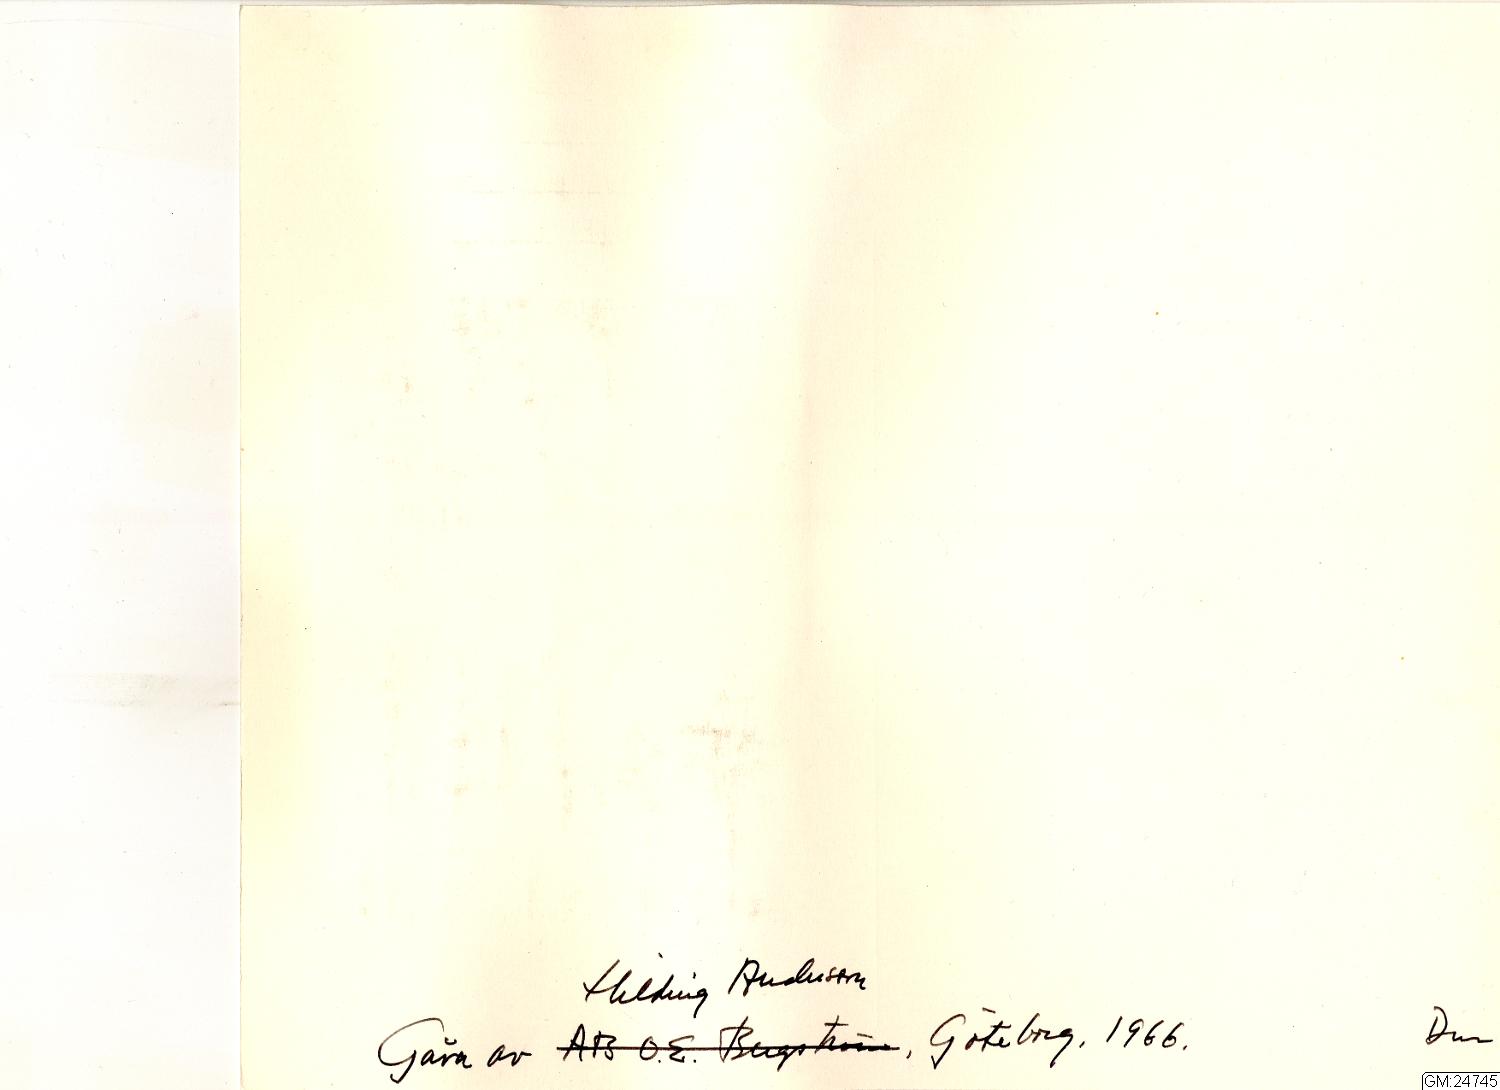 Hilding Andersson
Gåva av AB O.E. Bergström, Göteborg, 1966.
GM:24745